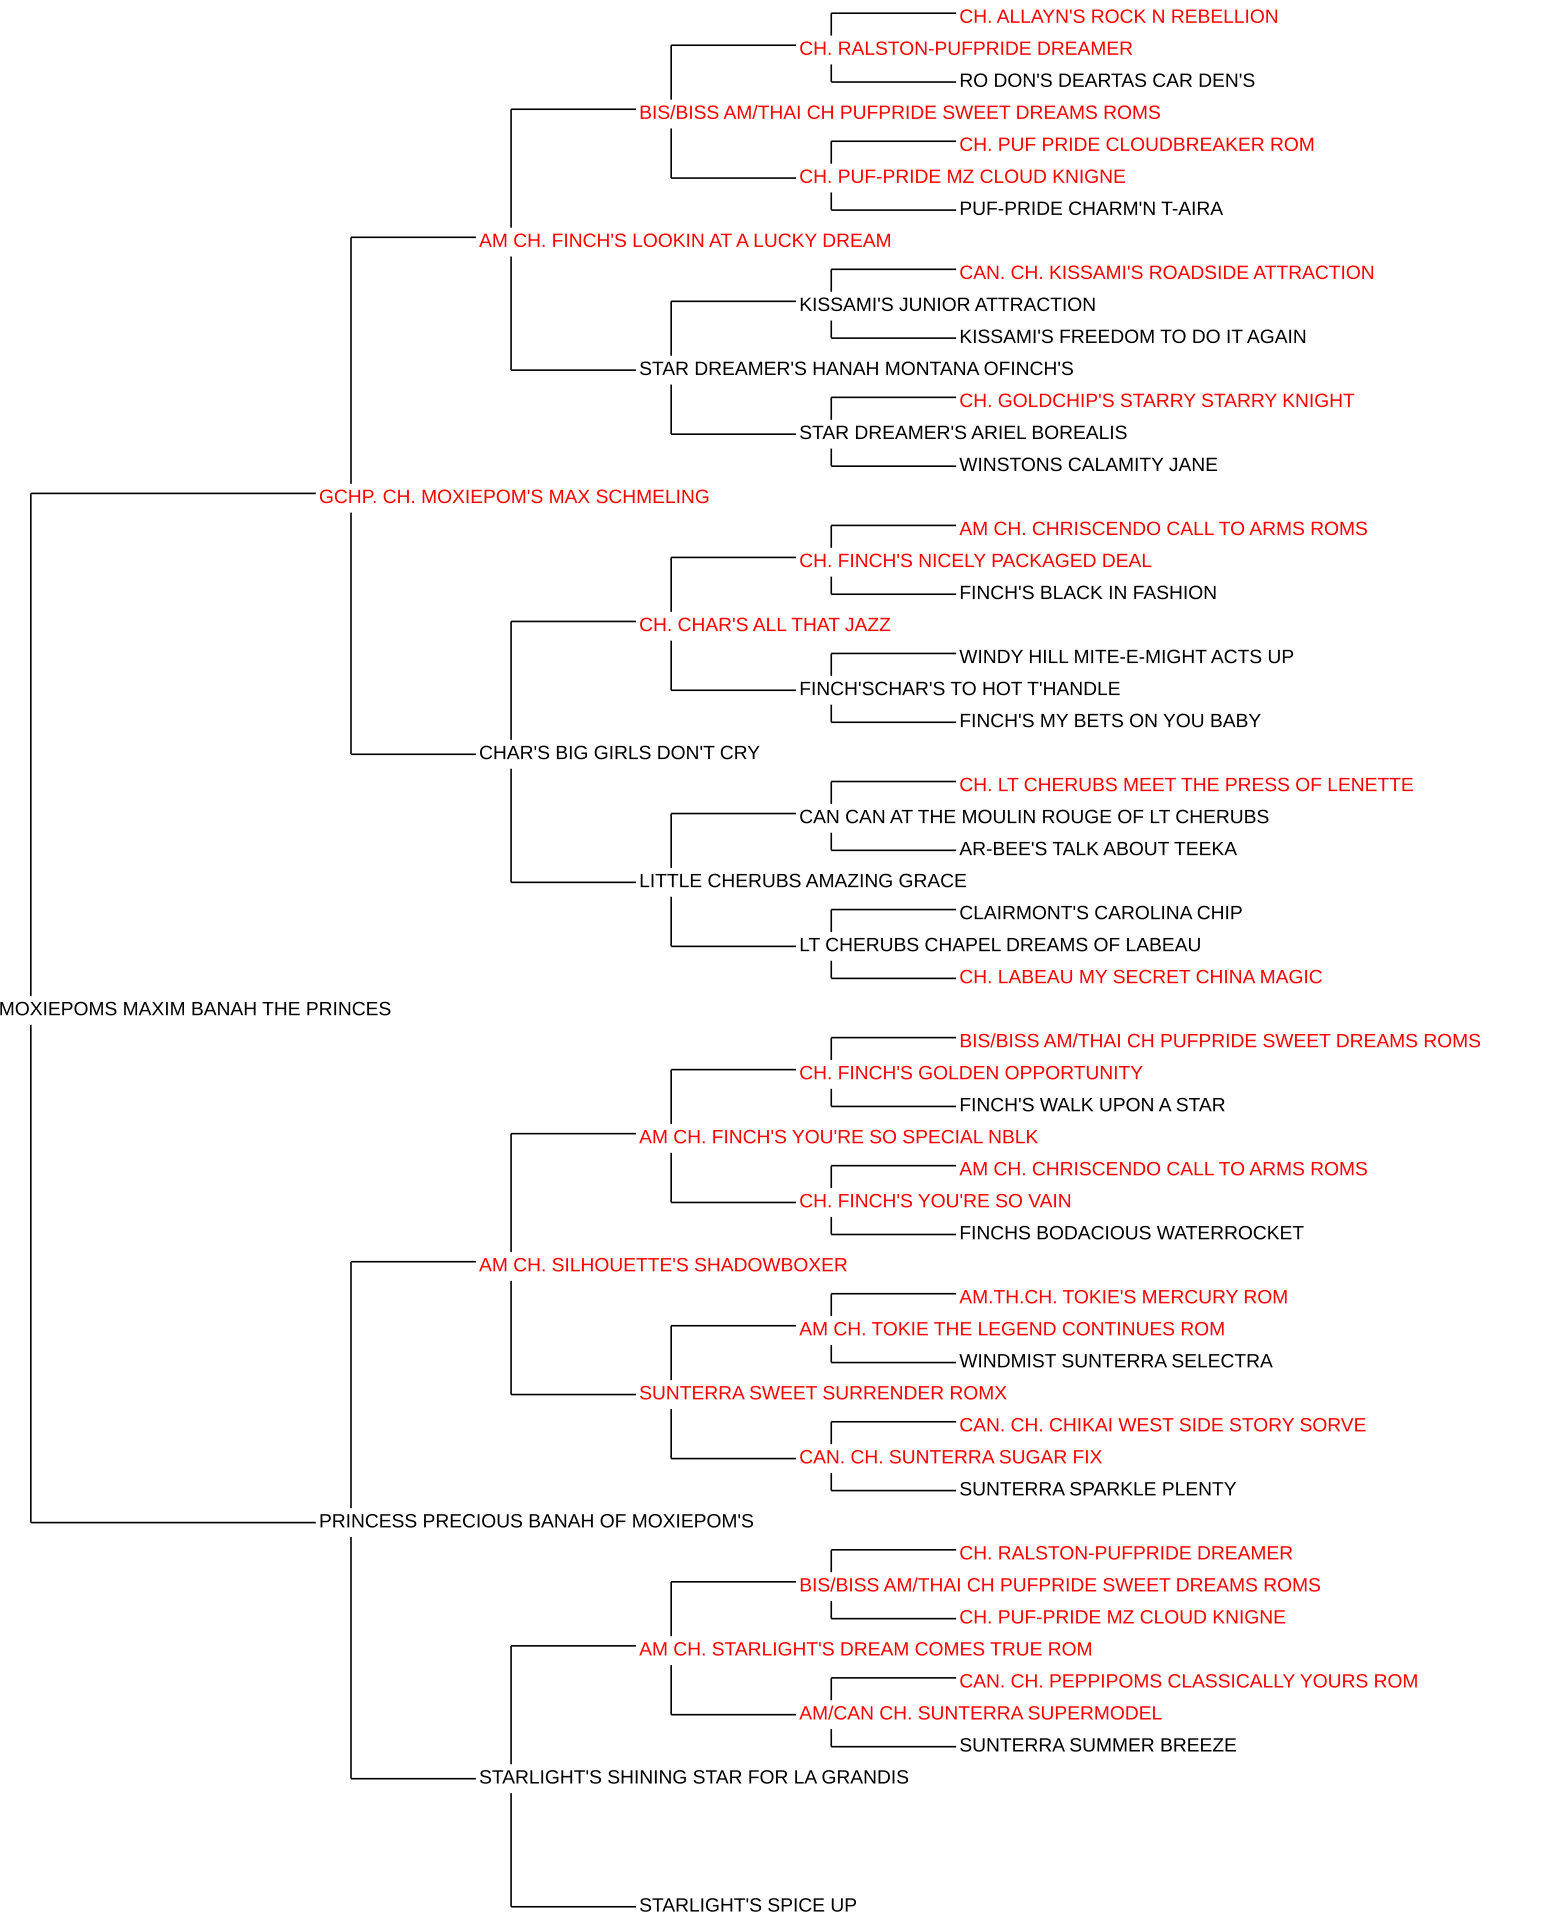 CH. ALLAYN'S ROCK N REBELLION
CH. RALSTON-PUFPRIDE DREAMER
RO DON'S DEARTAS CAR DEN'S
BIS/BISS AM/THAI CH PUFPRIDE SWEET DREAMS ROMS
CH. PUF PRIDE CLOUDBREAKER ROM
CH. PUF-PRIDE MZ CLOUD KNIGNE
PUF-PRIDE CHARM'N T-AIRA
AM CH. FINCH'S LOOKIN AT A LUCKY DREAM
CAN. CH. KISSAMI'S ROADSIDE ATTRACTION
KISSAMI'S JUNIOR ATTRACTION
KISSAMI'S FREEDOM TO DO IT AGAIN
STAR DREAMER'S HANAH MONTANA OFINCH'S
CH. GOLDCHIP'S STARRY STARRY KNIGHT
STAR DREAMER'S ARIEL BOREALIS
WINSTONS CALAMITY JANE
GCHP. CH. MOXIEPOM'S MAX SCHMELING
AM CH. CHRISCENDO CALL TO ARMS ROMS
CH. FINCH'S NICELY PACKAGED DEAL
FINCH'S BLACK IN FASHION
CH. CHAR'S ALL THAT JAZZ
WINDY HILL MITE-E-MIGHT ACTS UP
FINCH'SCHAR'S TO HOT T'HANDLE
FINCH'S MY BETS ON YOU BABY
CHAR'S BIG GIRLS DON'T CRY
CH. LT CHERUBS MEET THE PRESS OF LENETTE
CAN CAN AT THE MOULIN ROUGE OF LT CHERUBS
AR-BEE'S TALK ABOUT TEEKA
LITTLE CHERUBS AMAZING GRACE
CLAIRMONT'S CAROLINA CHIP
LT CHERUBS CHAPEL DREAMS OF LABEAU
CH. LABEAU MY SECRET CHINA MAGIC
MOXIEPOMS MAXIM BANAH THE PRINCES
BIS/BISS AM/THAI CH PUFPRIDE SWEET DREAMS ROMS
CH. FINCH'S GOLDEN OPPORTUNITY
FINCH'S WALK UPON A STAR
AM CH. FINCH'S YOU'RE SO SPECIAL NBLK
AM CH. CHRISCENDO CALL TO ARMS ROMS
CH. FINCH'S YOU'RE SO VAIN
FINCHS BODACIOUS WATERROCKET
AM CH. SILHOUETTE'S SHADOWBOXER
AM.TH.CH. TOKIE'S MERCURY ROM
AM CH. TOKIE THE LEGEND CONTINUES ROM
WINDMIST SUNTERRA SELECTRA
SUNTERRA SWEET SURRENDER ROMX
CAN. CH. CHIKAI WEST SIDE STORY SORVE
CAN. CH. SUNTERRA SUGAR FIX
SUNTERRA SPARKLE PLENTY
PRINCESS PRECIOUS BANAH OF MOXIEPOM'S
CH. RALSTON-PUFPRIDE DREAMER
BIS/BISS AM/THAI CH PUFPRIDE SWEET DREAMS ROMS
CH. PUF-PRIDE MZ CLOUD KNIGNE
AM CH. STARLIGHT'S DREAM COMES TRUE ROM
CAN. CH. PEPPIPOMS CLASSICALLY YOURS ROM
AM/CAN CH. SUNTERRA SUPERMODEL
SUNTERRA SUMMER BREEZE
STARLIGHT'S SHINING STAR FOR LA GRANDIS
STARLIGHT'S SPICE UP